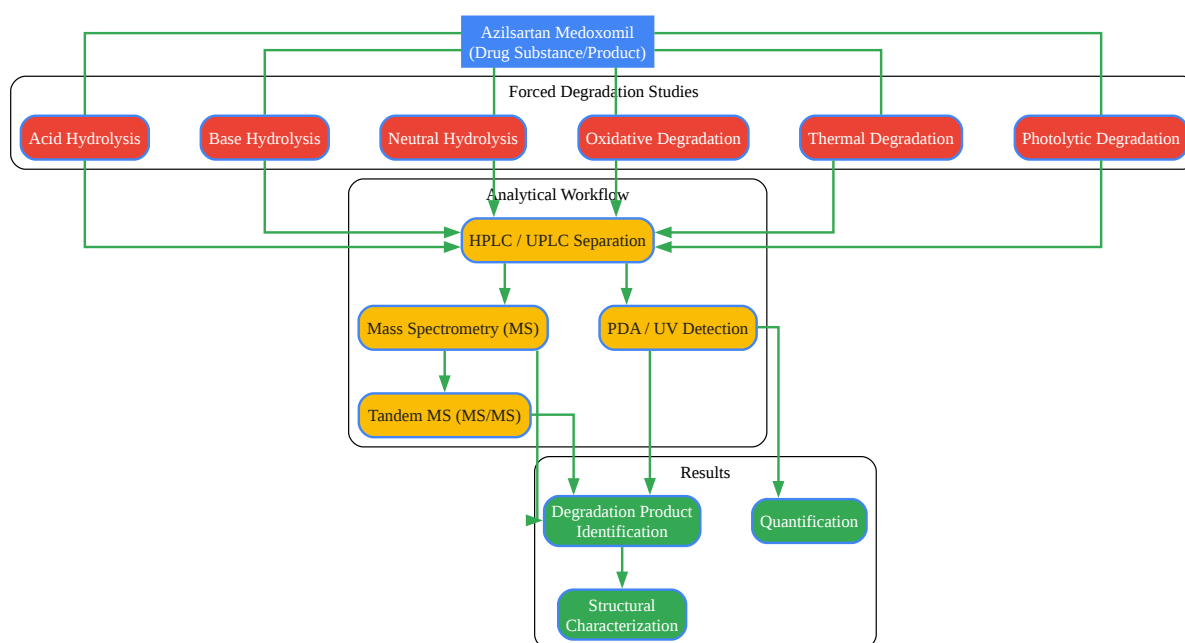 Azilsartan Medoxomil
(Drug Substance/Product)
Forced Degradation Studies
Acid Hydrolysis
Base Hydrolysis
Neutral Hydrolysis
Oxidative Degradation
Thermal Degradation
Photolytic Degradation
Analytical Workflow
HPLC / UPLC Separation
Mass Spectrometry (MS)
PDA / UV Detection
Tandem MS (MS/MS)
Results
Degradation Product
Identification
Quantification
Structural
Characterization